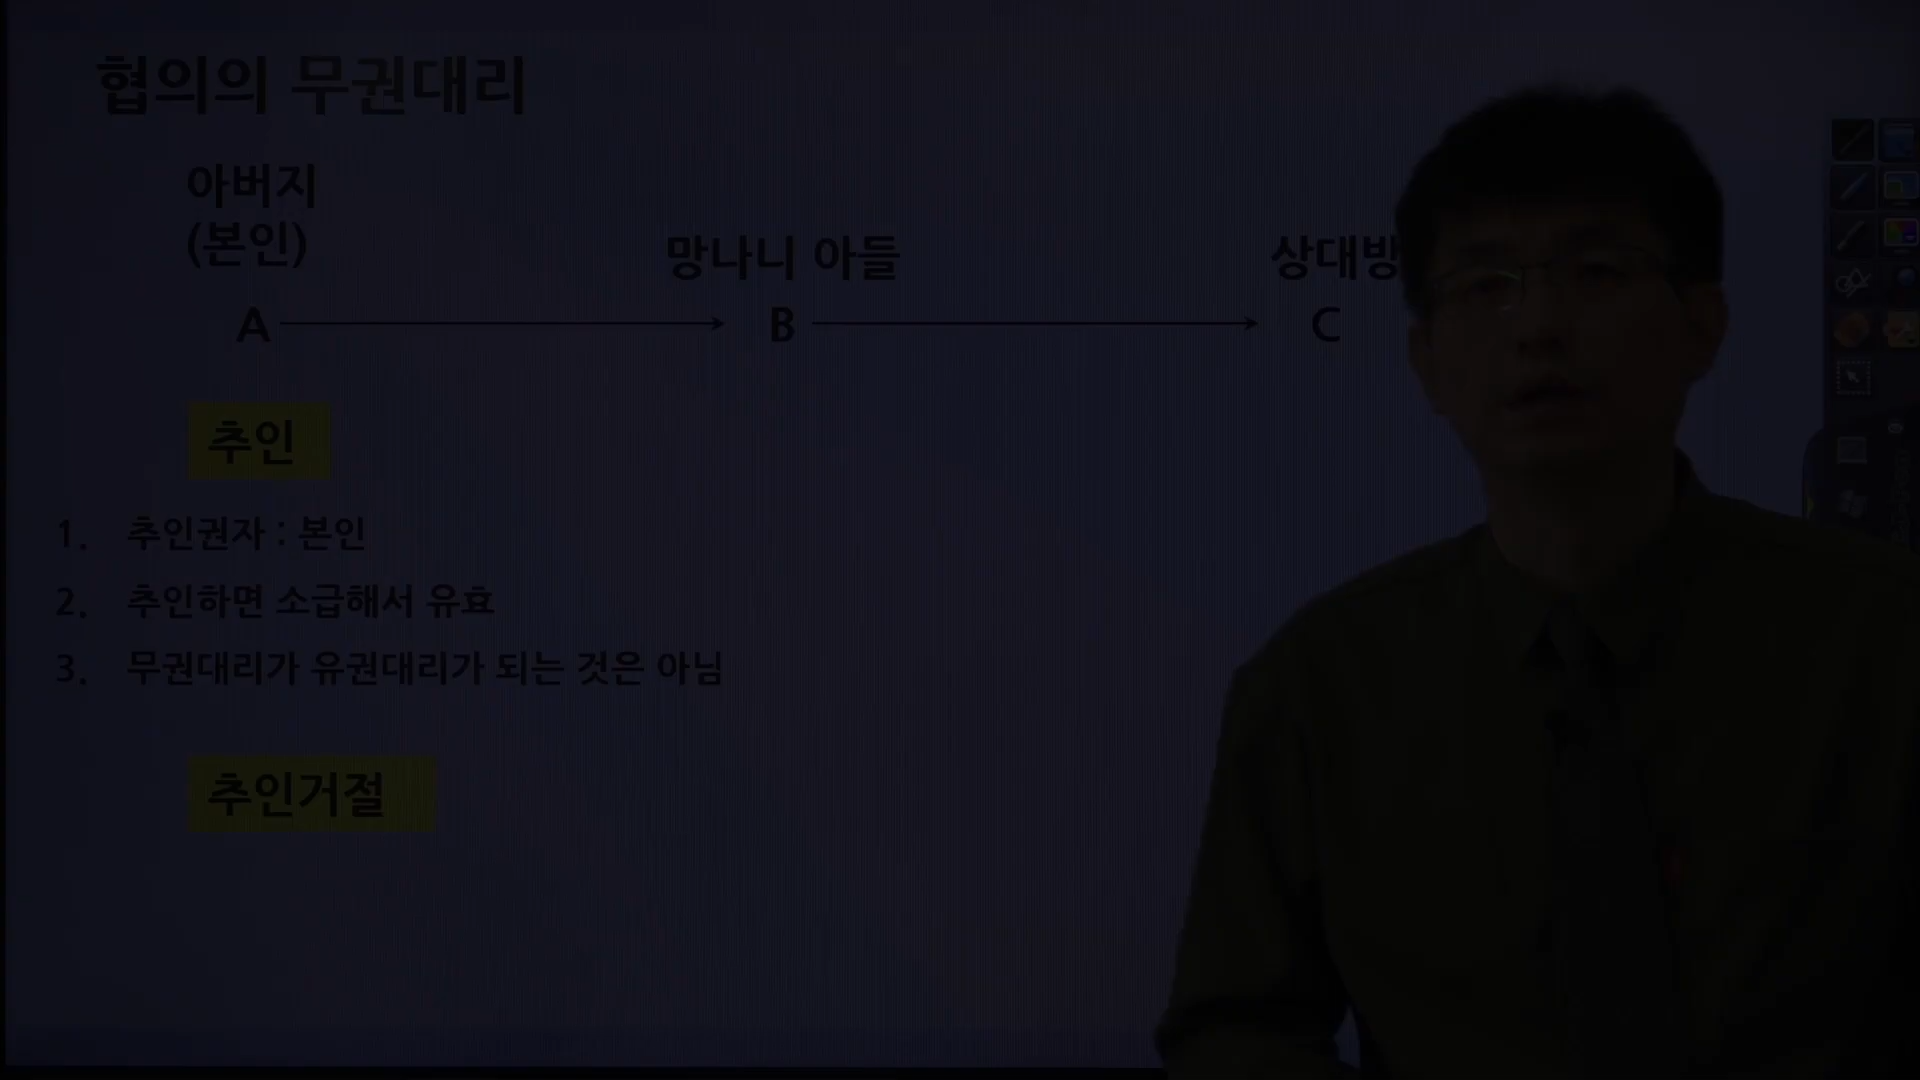 협의의 무권대리
아버지
(본인)
망나니 아들
상대방
A
B
C
추인
1. 추인권자 : 본인
2. 추인하면 소급해서 유효
3. 무권대리가 유권대리가 되는 것은 아님
추인거절